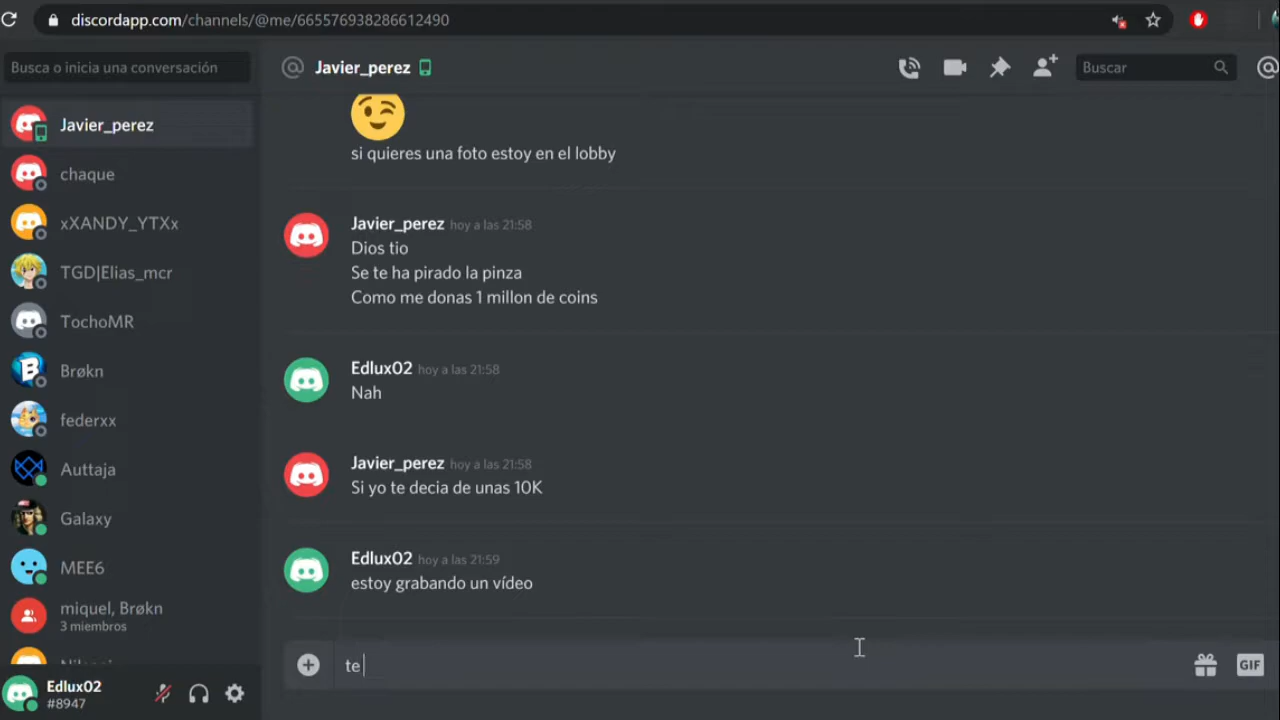 discordapp.com/channels/@me/665576938286612490
Busca o inicia una conversación
Javier_perez
chaque
xXANDY_YTXx
TGD|Elias_mcr
TochoMR
Brøkn
federxx
Auttaja
Galaxy
MEE6
miquel, Brøkn
3 miembros
Edlux02
#8947
@ Javier_perez
Buscar
si quieres una foto estoy en el lobby
Javier_perez hoy a las 21:58
Dios tio
Se te ha pirado la pinza
Como me donas 1 millon de coins
Edlux02 hoy a las 21:58
Nah
Javier_perez hoy a las 21:58
Si yo te decia de unas 10K
Edlux02 hoy a las 21:59
estoy grabando un vídeo
te
GIF